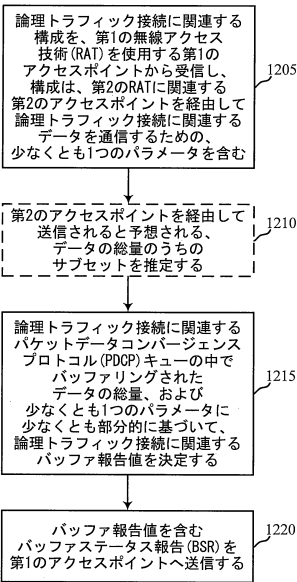 論理トラフィック接続に関連する
構成を、第1の無線アクセス
技術(RAT)を使用する第1の
アクセスポイントから受信し、
構成は、第2のRATに関連する
第2のアクセスポイントを経由して
論理トラフィック接続に関連する
データを通信するための、
少なくとも1つのパラメータを含む
1205
第2のアクセスポイントを経由して
送信されると予想される、
データの総量のうちの
サブセットを推定する
1210
論理トラフィック接続に関連する
パケットデータコンバージェンス
プロトコル(PDCP)キューの中で
バッファリングされた
データの総量、および
少なくとも1つのパラメータに
少なくとも部分的に基づいて、
論理トラフィック接続に関連する
バッファ報告値を決定する
1215
バッファ報告値を含む
バッファステータス報告(BSR)を
第1のアクセスポイントへ送信する
1220